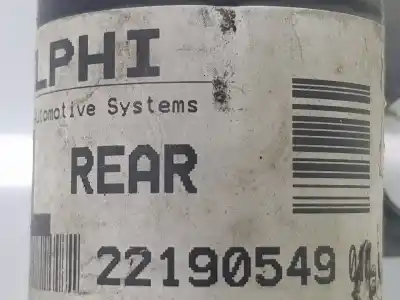 LPHI
utomotive Systems
REAR
22190549